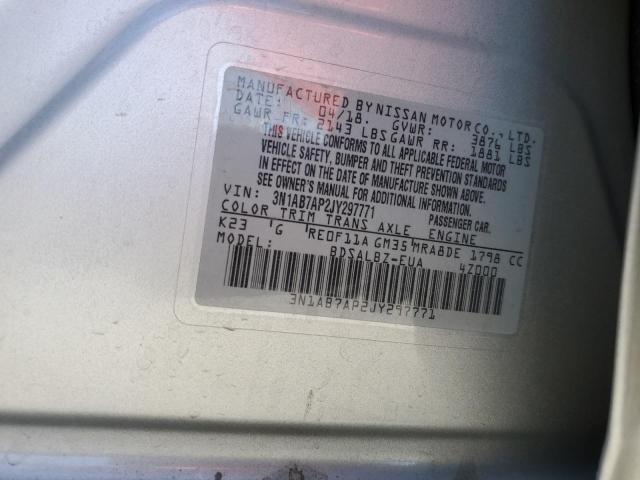 MANUFACTURED BY NISSAN MOTOR CO., LTD.
DATE: 04/18. GVWR: 3876 LBS
GAWR FR: 2143 LBS GAWR RR: 1881 LBS
THIS VEHICLE CONFORMS TO ALL APPLICABLE FEDERAL MOTOR
VEHICLE SAFETY, BUMPER AND THEFT PREVENTION STANDARDS
IN EFFECT ON THE DATE OF MANUFACTURE SHOWN ABOVE.
SEE OWNER'S MANUAL FOR ADDITIONAL INFORMATION.
VIN: 3N1AB7AP2JY297771 PASSENGER CAR.
COLOR TRIM TRANS AXLE ENGINE
K23 G RE0F11A GM35 MRA8DE 1798 CC
MODEL: BDSALBZ-EUA 4Z000
3N1AB7AP2JY297771